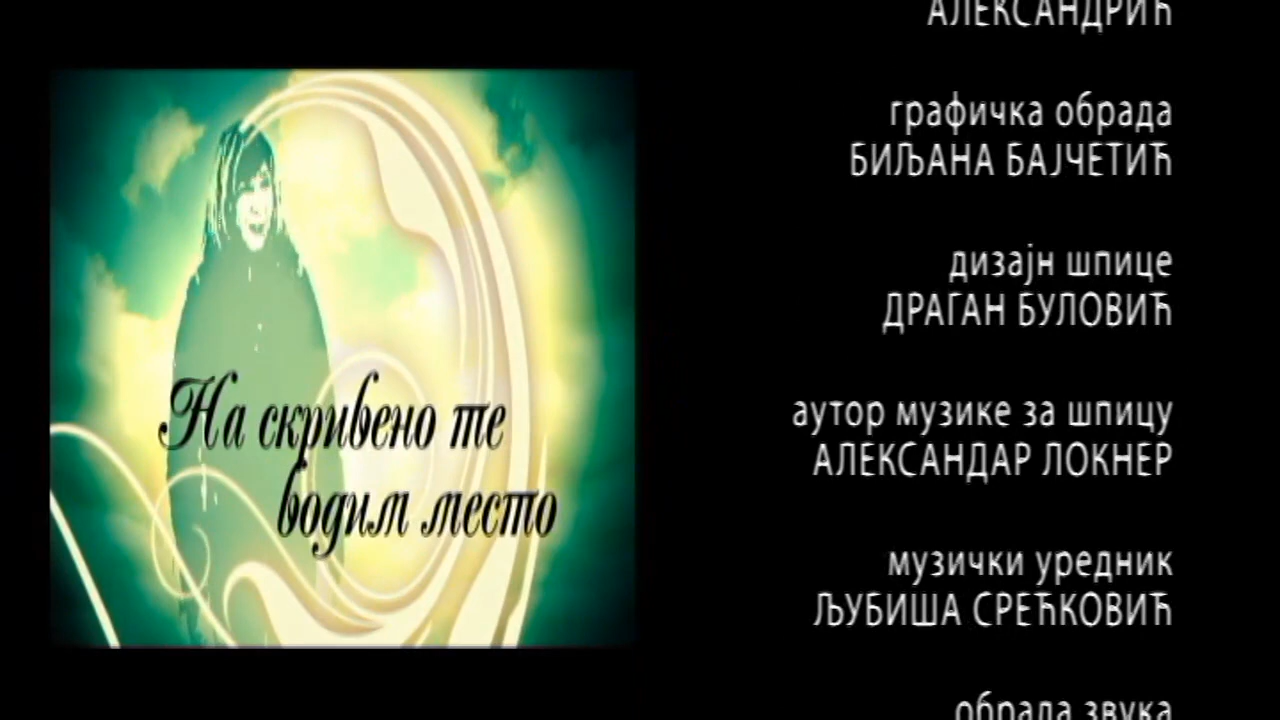 На скривено те
водим место
АЛЕКСАНДРИЋ
графичка обрада
БИЉАНА БАЈЧЕТИЋ
дизајн шпице
ДРАГАН БУЛОВИЋ
аутор музике за шпицу
АЛЕКСАНДАР ЛОКНЕР
музички уредник
ЉУБИША СРЕЋКОВИЋ
обрада звука